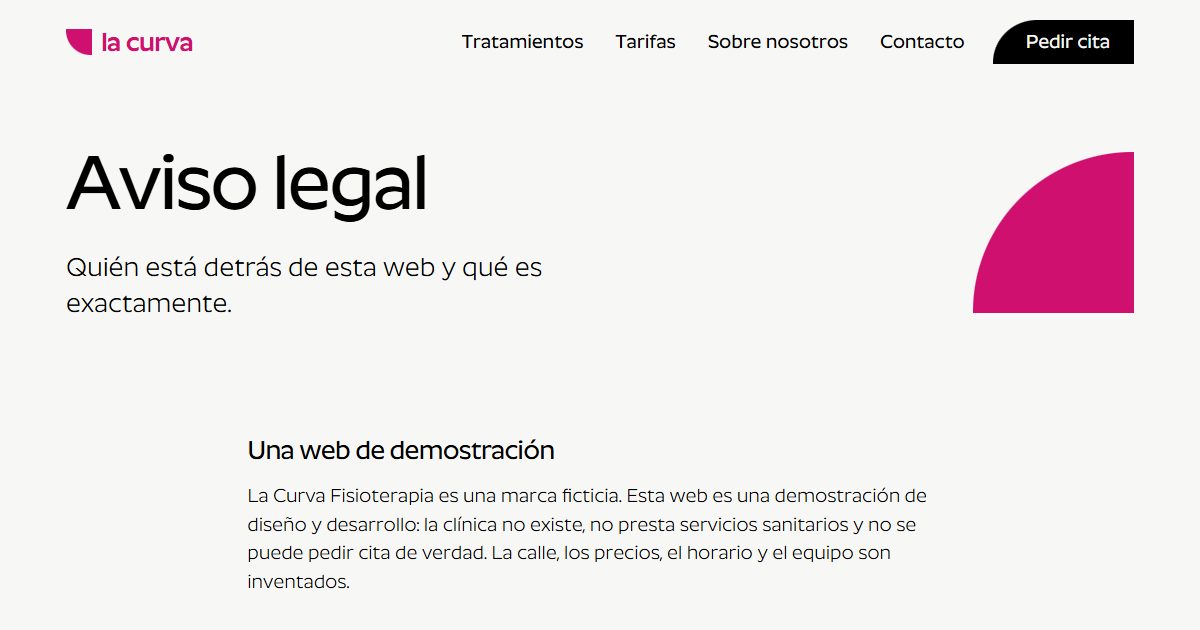 la curva
Tratamientos
Tarifas
Sobre nosotros
Contacto
Pedir cita
Aviso legal
Quién está detrás de esta web y qué es
exactamente.
Una web de demostración
La Curva Fisioterapia es una marca ficticia. Esta web es una demostración de
diseño y desarrollo: la clínica no existe, no presta servicios sanitarios y no se
puede pedir cita de verdad. La calle, los precios, el horario y el equipo son
inventados.